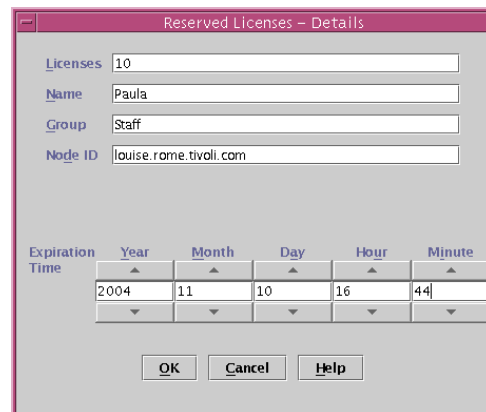 Reserved Licenses – Details
Licenses 10
Name Paula
Group Staff
Node ID louise.rome.tivoli.com
Expiration Time Year Month Day Hour Minute
2004 11 10 16 44
OK Cancel Help